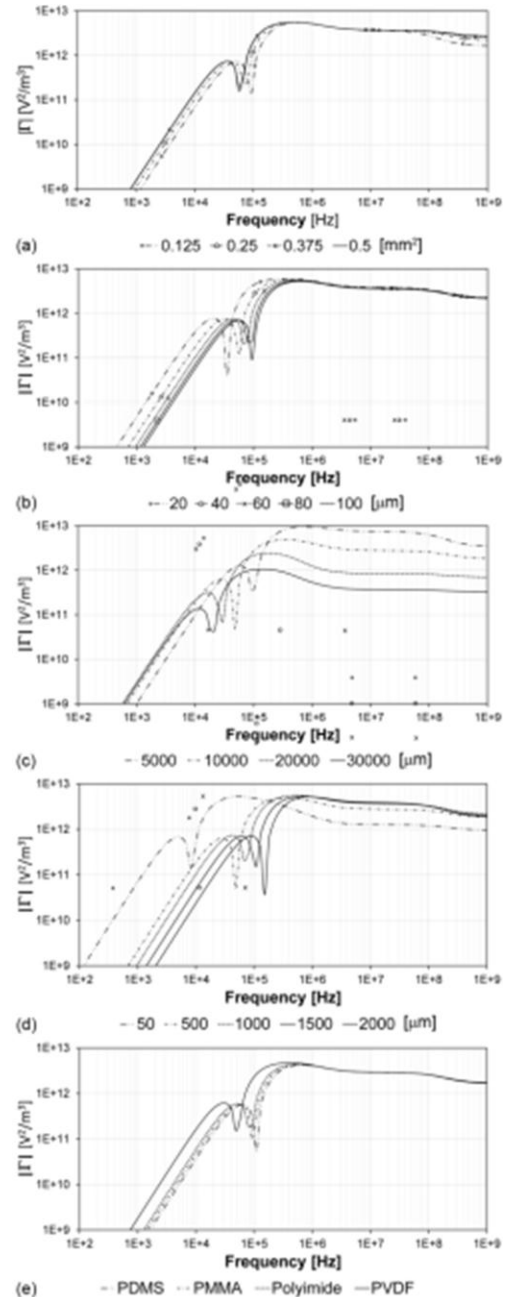 1E+13
1E+12
1E+11
1E+10
1E+9
|Γ| [V²/m³]
1E+2 1E+3 1E+4 1E+5 1E+6 1E+7 1E+8 1E+9
Frequency [Hz]
(a)
0.125 0.25 0.375 0.5 [mm²]
1E+13
1E+12
1E+11
1E+10
1E+9
|Γ| [V²/m³]
1E+2 1E+3 1E+4 1E+5 1E+6 1E+7 1E+8 1E+9
Frequency [Hz]
(b)
20 40 60 80 100 [µm]
1E+13
1E+12
1E+11
1E+10
1E+9
|Γ| [V²/m³]
1E+2 1E+3 1E+4 1E+5 1E+6 1E+7 1E+8 1E+9
Frequency [Hz]
(c)
5000 10000 20000 30000 [µm]
1E+13
1E+12
1E+11
1E+10
1E+9
|Γ| [V²/m³]
1E+2 1E+3 1E+4 1E+5 1E+6 1E+7 1E+8 1E+9
Frequency [Hz]
(d)
50 500 1000 1500 2000 [µm]
1E+13
1E+12
1E+11
1E+10
1E+9
|Γ| [V²/m³]
1E+2 1E+3 1E+4 1E+5 1E+6 1E+7 1E+8 1E+9
Frequency [Hz]
(e)
PDMS PMMA Polyimide PVDF